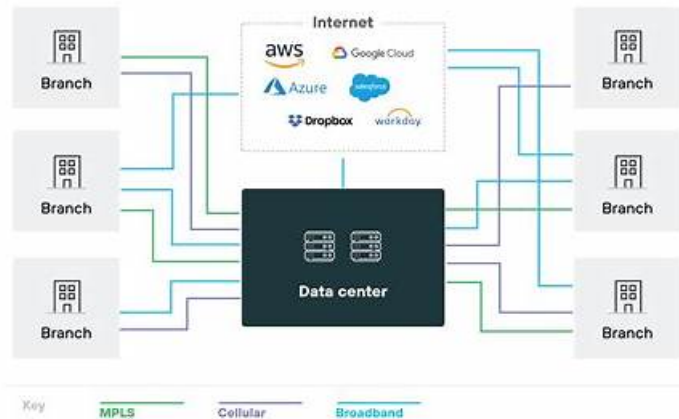 Internet
aws
Google Cloud
Azure
salesforce
Dropbox
workday
Branch
Branch
Branch
Data center
Branch
Branch
Branch
Key
MPLS
Cellular
Broadband